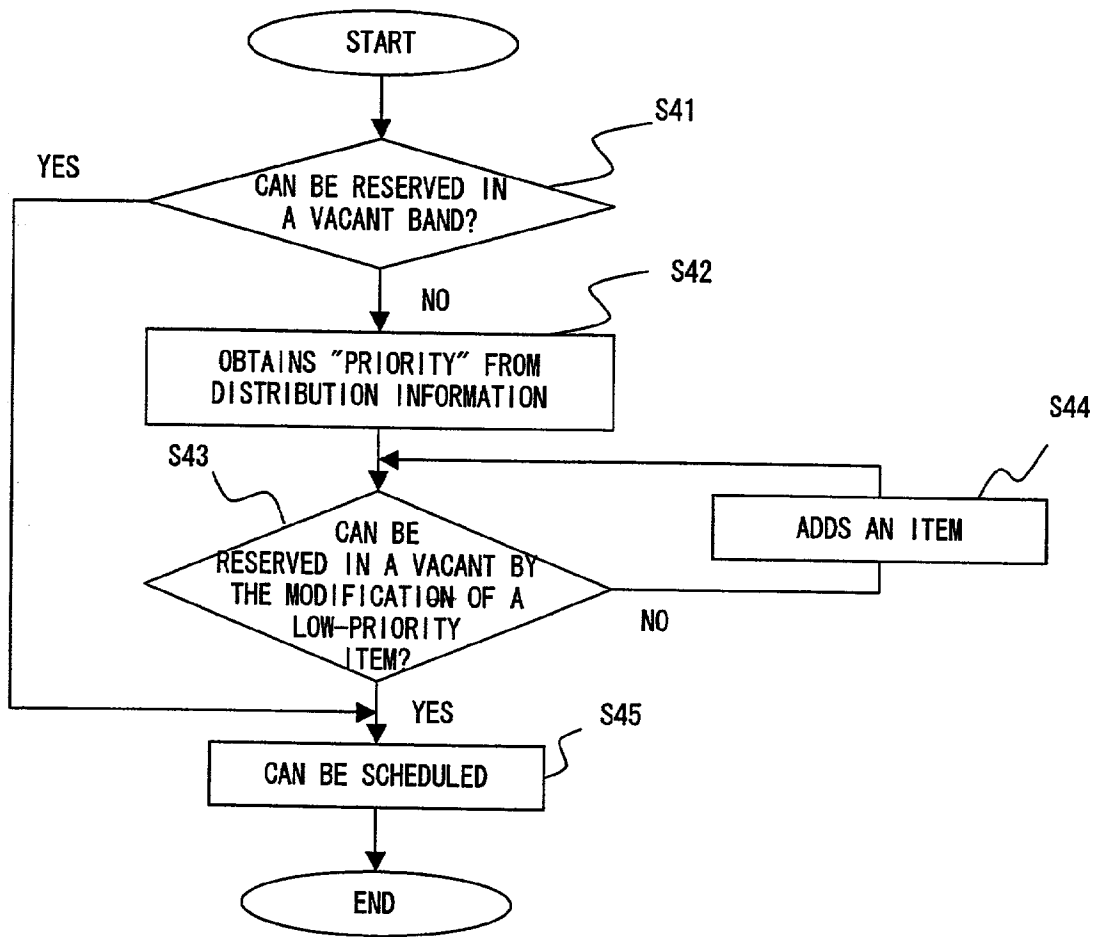 START
S41
YES
CAN BE RESERVED IN
A VACANT BAND?
S42
NO
OBTAINS "PRIORITY" FROM
DISTRIBUTION INFORMATION
S44
S43
ADDS AN ITEM
CAN BE
RESERVED IN A VACANT BY
THE MODIFICATION OF A
LOW-PRIORITY
ITEM?
NO
YES
S45
CAN BE SCHEDULED
END